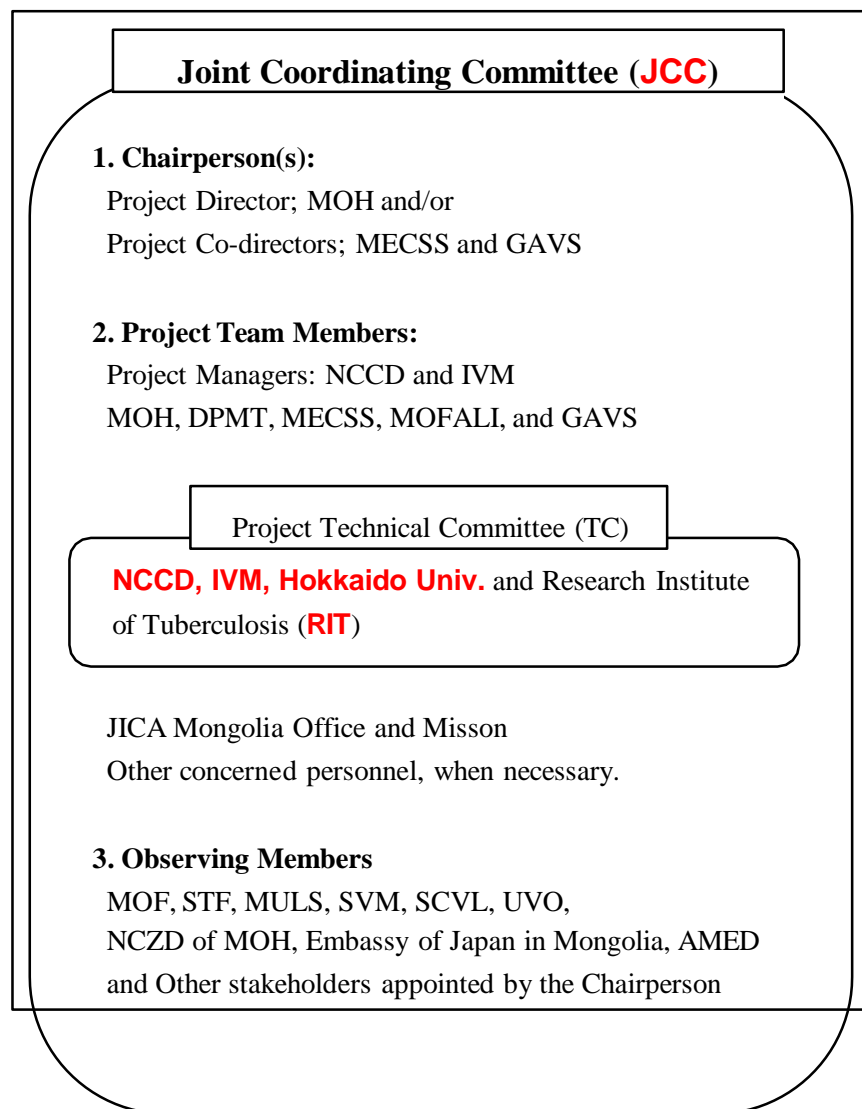 Joint Coordinating Committee (JCC)
1. Chairperson(s):
Project Director; MOH and/or
Project Co-directors; MECSS and GAVS
2. Project Team Members:
Project Managers: NCCD and IVM
MOH, DPMT, MECSS, MOFALI, and GAVS
Project Technical Committee (TC)
NCCD, IVM, Hokkaido Univ. and Research Institute
of Tuberculosis (RIT)
JICA Mongolia Office and Misson
Other concerned personnel, when necessary.
3. Observing Members
MOF, STF, MULS, SVM, SCVL, UVO,
NCZD of MOH, Embassy of Japan in Mongolia, AMED
and Other stakeholders appointed by the Chairperson